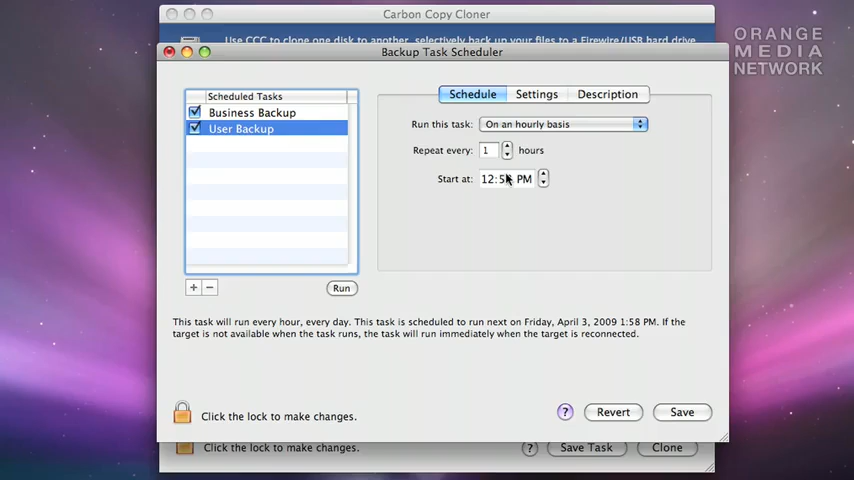 Carbon Copy Cloner
Use CCC to clone one disk to another, selectively back up your files to a Firewire/USB hard drive
ORANGE
MEDIA
NETWORK
Backup Task Scheduler
Scheduled Tasks
Business Backup
User Backup
Schedule
Settings
Description
Run this task: On an hourly basis
Repeat every: 1 hours
Start at: PM
+ −
Run
This task will run every hour, every day. This task is scheduled to run next on Friday, April 3, 2009 1:58 PM. If the
target is not available when the task runs, the task will run immediately when the target is reconnected.
Click the lock to make changes.
?
Revert
Save
Click the lock to make changes.
?
Save Task
Clone